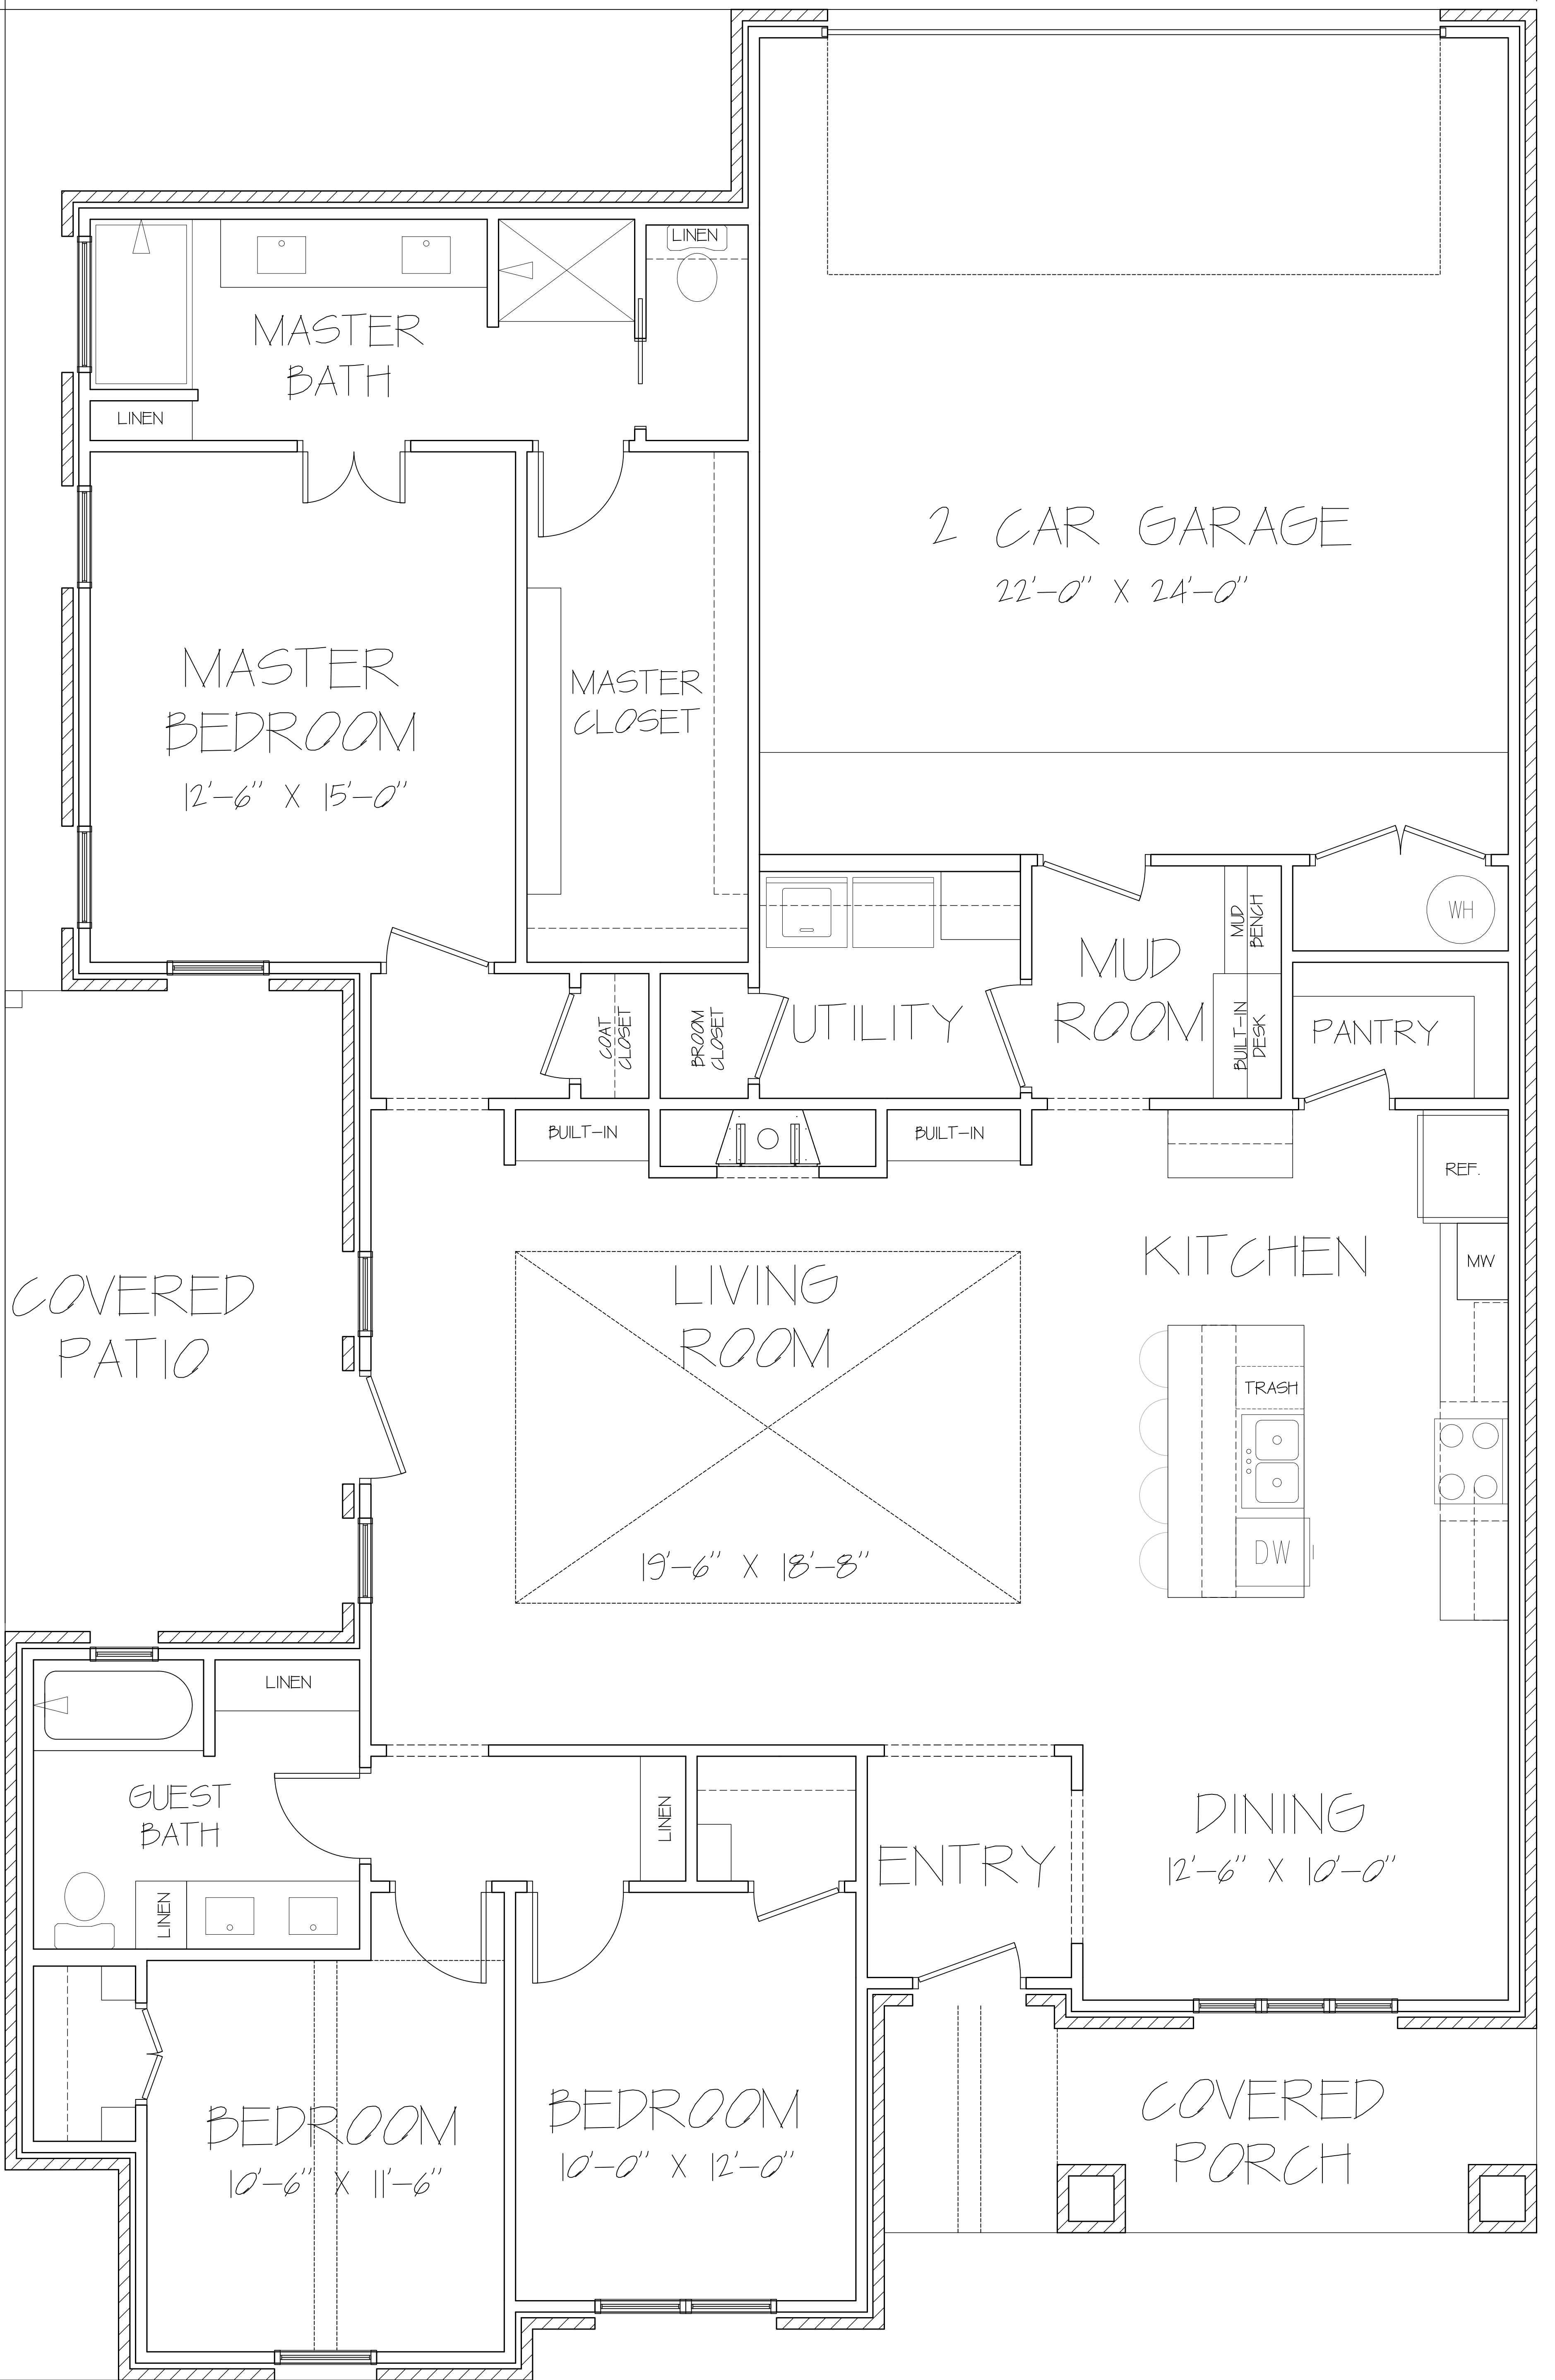 LINEN
MASTER
BATH
LINEN
2 CAR GARAGE
22'-0" X 24'-0"
MASTER
BEDROOM
12'-6" X 15'-0"
MASTER
CLOSET
WH
MUD
BENCH
MUD
ROOM
UTILITY
COAT
CLOSET
BROOM
CLOSET
BUILT-IN
DESK
PANTRY
BUILT-IN
BUILT-IN
REF.
MW
KITCHEN
LIVING
ROOM
19'-6" X 18'-8"
COVERED
PATIO
TRASH
DW
LINEN
GUEST
BATH
LINEN
LINEN
ENTRY
DINING
12'-6" X 10'-0"
BEDROOM
10'-6" X 11'-6"
BEDROOM
10'-0" X 12'-0"
COVERED
PORCH